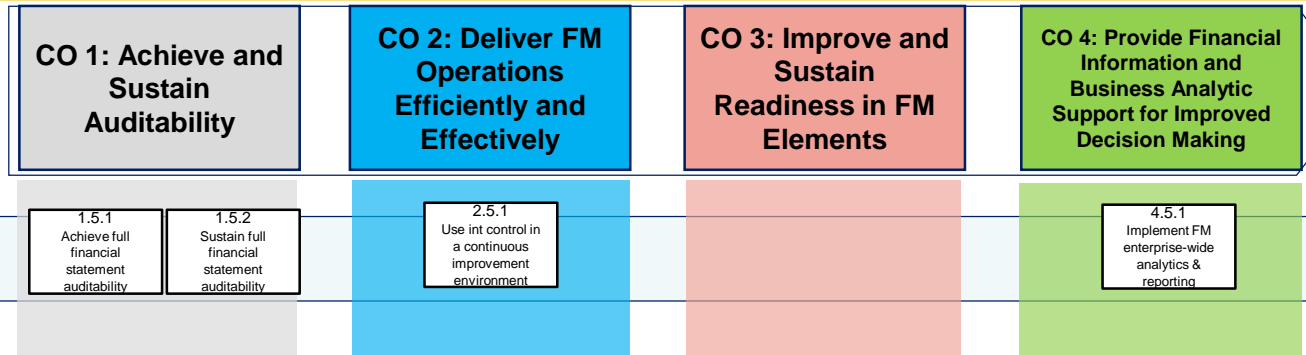 CO 1: Achieve and
Sustain
Auditability
CO 2: Deliver FM
Operations
Efficiently and
Effectively
CO 3: Improve and
Sustain
Readiness in FM
Elements
CO 4: Provide Financial
Information and
Business Analytic
Support for Improved
Decision Making
1.5.1
Achieve full
financial
statement
auditability
1.5.2
Sustain full
financial
statement
auditability
2.5.1
Use int control in
a continuous
improvement
environment
4.5.1
Implement FM
enterprise-wide
analytics &
reporting